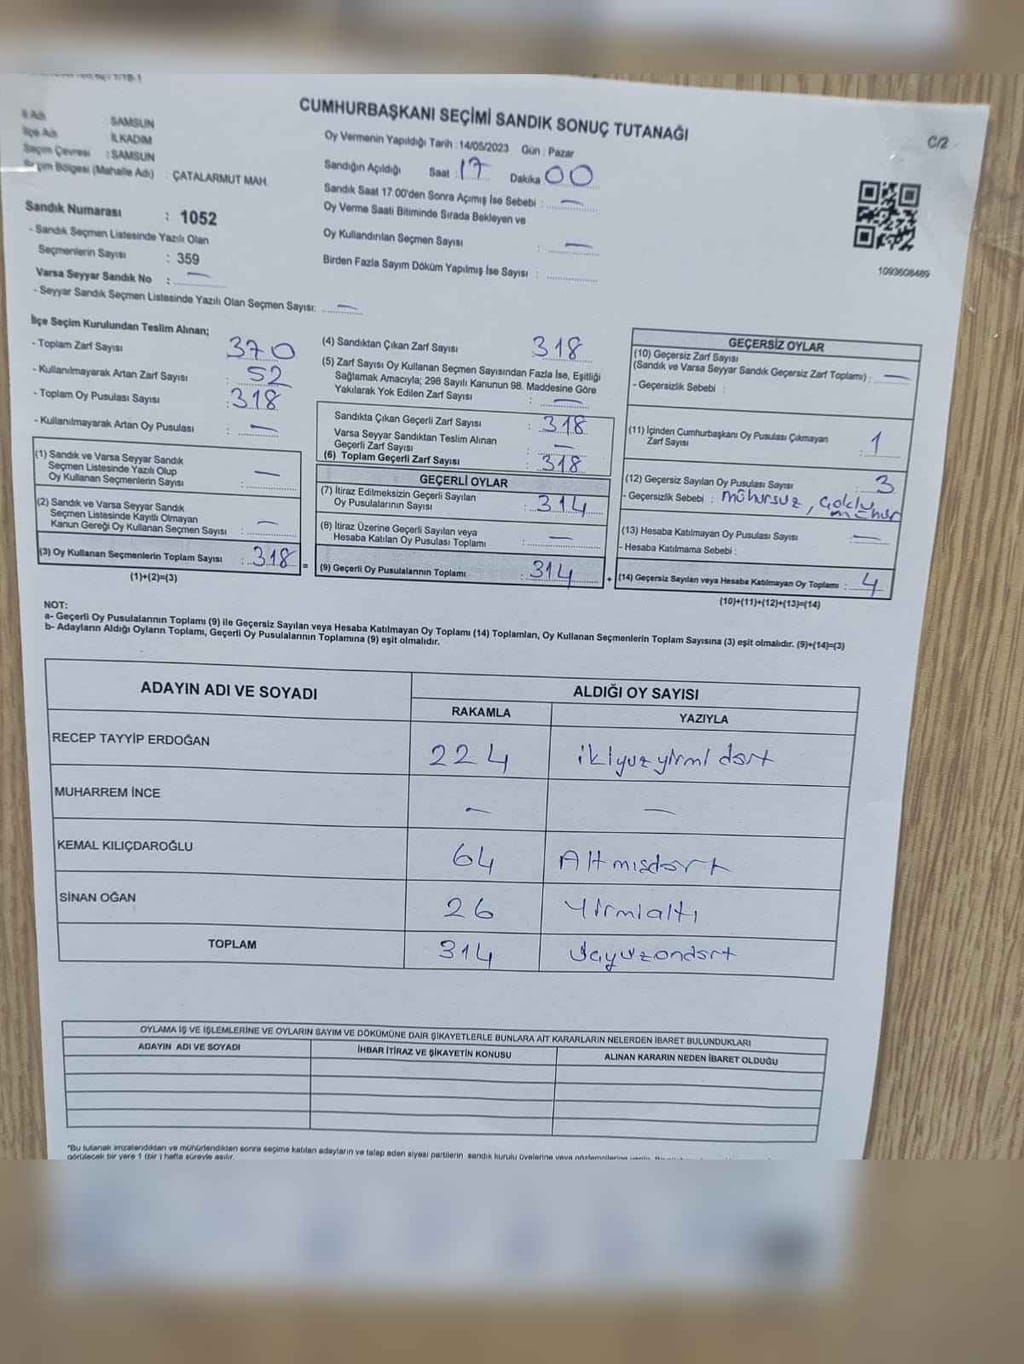 CUMHURBAŞKANI SEÇİMİ SANDIK SONUÇ TUTANAĞI
C/2
İl Adı SAMSUN
İlçe Adı İLKADIM
Seçim Çevresi : SAMSUN
Seçim Bölgesi (Mahalle Adı) : ÇATALARMUT MAH.
Oy Vermenin Yapıldığı Tarih : 14/05/2023 Gün : Pazar
Sandığın Açıldığı Saat : 17 Dakika 00
Sandık Saat 17.00'den Sonra Açımış İse Sebebi : —
Oy Verme Saati Bitiminde Sırada Bekleyen ve
Oy Kullandırılan Seçmen Sayısı : —
Birden Fazla Sayım Döküm Yapılmış İse Sayısı :
1093608489
Sandık Numarası : 1052
- Sandık Seçmen Listesinde Yazılı Olan
Seçmenlerin Sayısı : 359
Varsa Seyyar Sandık No : —
- Seyyar Sandık Seçmen Listesinde Yazılı Olan Seçmen Sayısı: —
İlçe Seçim Kurulundan Teslim Alınan;
- Toplam Zarf Sayısı 370
- Kullanılmayarak Artan Zarf Sayısı : 52
- Toplam Oy Pusulası Sayısı : 318
- Kullanılmayarak Artan Oy Pusulası : —
(1) Sandık ve Varsa Seyyar Sandık
Seçmen Listesinde Yazılı Olup
Oy Kullanan Seçmenlerin Sayısı : —
(2) Sandık ve Varsa Seyyar Sandık
Seçmen Listesinde Kayıtlı Olmayan
Kanun Gereği Oy Kullanan Seçmen Sayısı : —
(3) Oy Kullanan Seçmenlerin Toplam Sayısı : 318 =
(1)+(2)=(3)
(4) Sandıktan Çıkan Zarf Sayısı 318
(5) Zarf Sayısı Oy Kullanan Seçmen Sayısından Fazla İse, Eşitliği
Sağlamak Amacıyla; 298 Sayılı Kanunun 98. Maddesine Göre
Yakılarak Yok Edilen Zarf Sayısı : —
Sandıkta Çıkan Geçerli Zarf Sayısı : 318
Varsa Seyyar Sandıktan Teslim Alınan
Geçerli Zarf Sayısı : —
(6) Toplam Geçerli Zarf Sayısı : 318
GEÇERLİ OYLAR
(7) İtiraz Edilmeksizin Geçerli Sayılan
Oy Pusulalarının Sayısı : 314
(8) İtiraz Üzerine Geçerli Sayılan veya
Hesaba Katılan Oy Pusulası Toplamı : —
(9) Geçerli Oy Pusulalarının Toplamı : 314 +
GEÇERSİZ OYLAR
(10) Geçersiz Zarf Sayısı
(Sandık ve Varsa Seyyar Sandık Geçersiz Zarf Toplamı) : —
- Geçersizlik Sebebi :
(11) İçinden Cumhurbaşkanı Oy Pusulası Çıkmayan
Zarf Sayısı : 1
(12) Geçersiz Sayılan Oy Pusulası Sayısı : 3
- Geçersizlik Sebebi : mühürsüz, çoklu
mühür
(13) Hesaba Katılmayan Oy Pusulası Sayısı : —
- Hesaba Katılmama Sebebi :
(14) Geçersiz Sayılan veya Hesaba Katılmayan Oy Toplamı : 4
(10)+(11)+(12)+(13)=(14)
NOT:
a- Geçerli Oy Pusulalarının Toplamı (9) ile Geçersiz Sayılan veya Hesaba Katılmayan Oy Toplamı (14) Toplamları, Oy Kullanan Seçmenlerin Toplam Sayısına (3) eşit olmalıdır. (9)+(14)=(3)
b- Adayların Aldığı Oyların Toplamı, Geçerli Oy Pusulalarının Toplamına (9) eşit olmalıdır.
ADAYIN ADI VE SOYADI
ALDIĞI OY SAYISI
RAKAMLA YAZIYLA
RECEP TAYYİP ERDOĞAN 224 ikiyuzyirmi dört
MUHARREM İNCE — —
KEMAL KILIÇDAROĞLU 64 Altmışdört
SİNAN OĞAN 26 Yirmialtı
TOPLAM 314 üçyüzondört
OYLAMA İŞ VE İŞLEMLERİNE VE OYLARIN SAYIM VE DÖKÜMÜNE DAİR ŞİKAYETLERLE BUNLARA AİT KARARLARIN NELERDEN İBARET BULUNDUKLARI
ADAYIN ADI VE SOYADI İHBAR İTİRAZ VE ŞİKAYETİN KONUSU ALINAN KARARIN NEDEN İBARET OLDUĞU
"Bu tutanak imzalandıktan ve mühürlendikten sonra seçime katılan adayların ve talep eden siyasi partilerin sandık kurulu üyelerine veya
görülecek bir yere 1 (bir) hafta süreyle asılır.